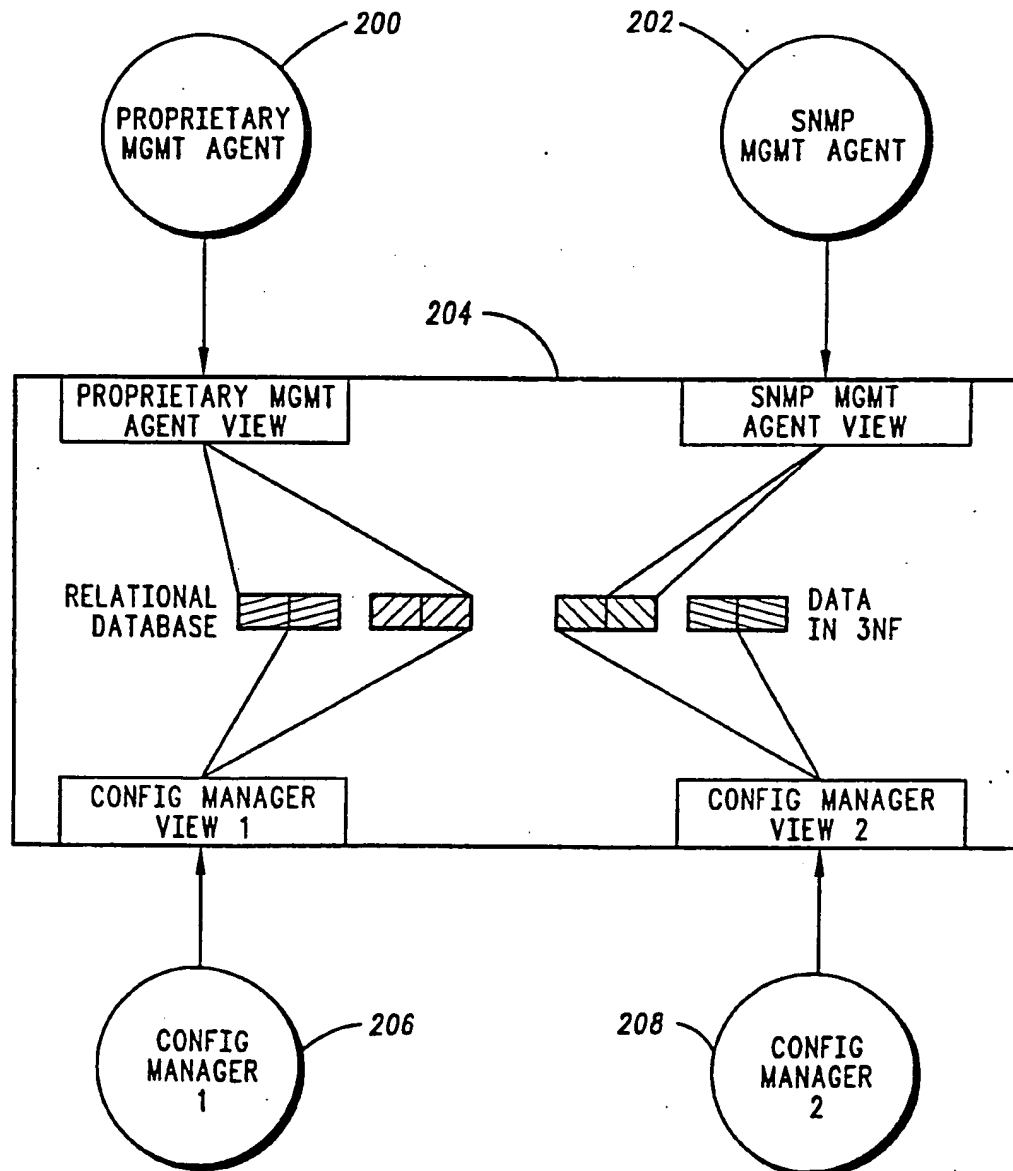 200
202
PROPRIETARY
MGMT AGENT
SNMP
MGMT AGENT
204
PROPRIETARY MGMT
AGENT VIEW
SNMP MGMT
AGENT VIEW
RELATIONAL
DATABASE
DATA
IN 3NF
CONFIG MANAGER
VIEW 1
CONFIG MANAGER
VIEW 2
206
208
CONFIG
MANAGER
1
CONFIG
MANAGER
2